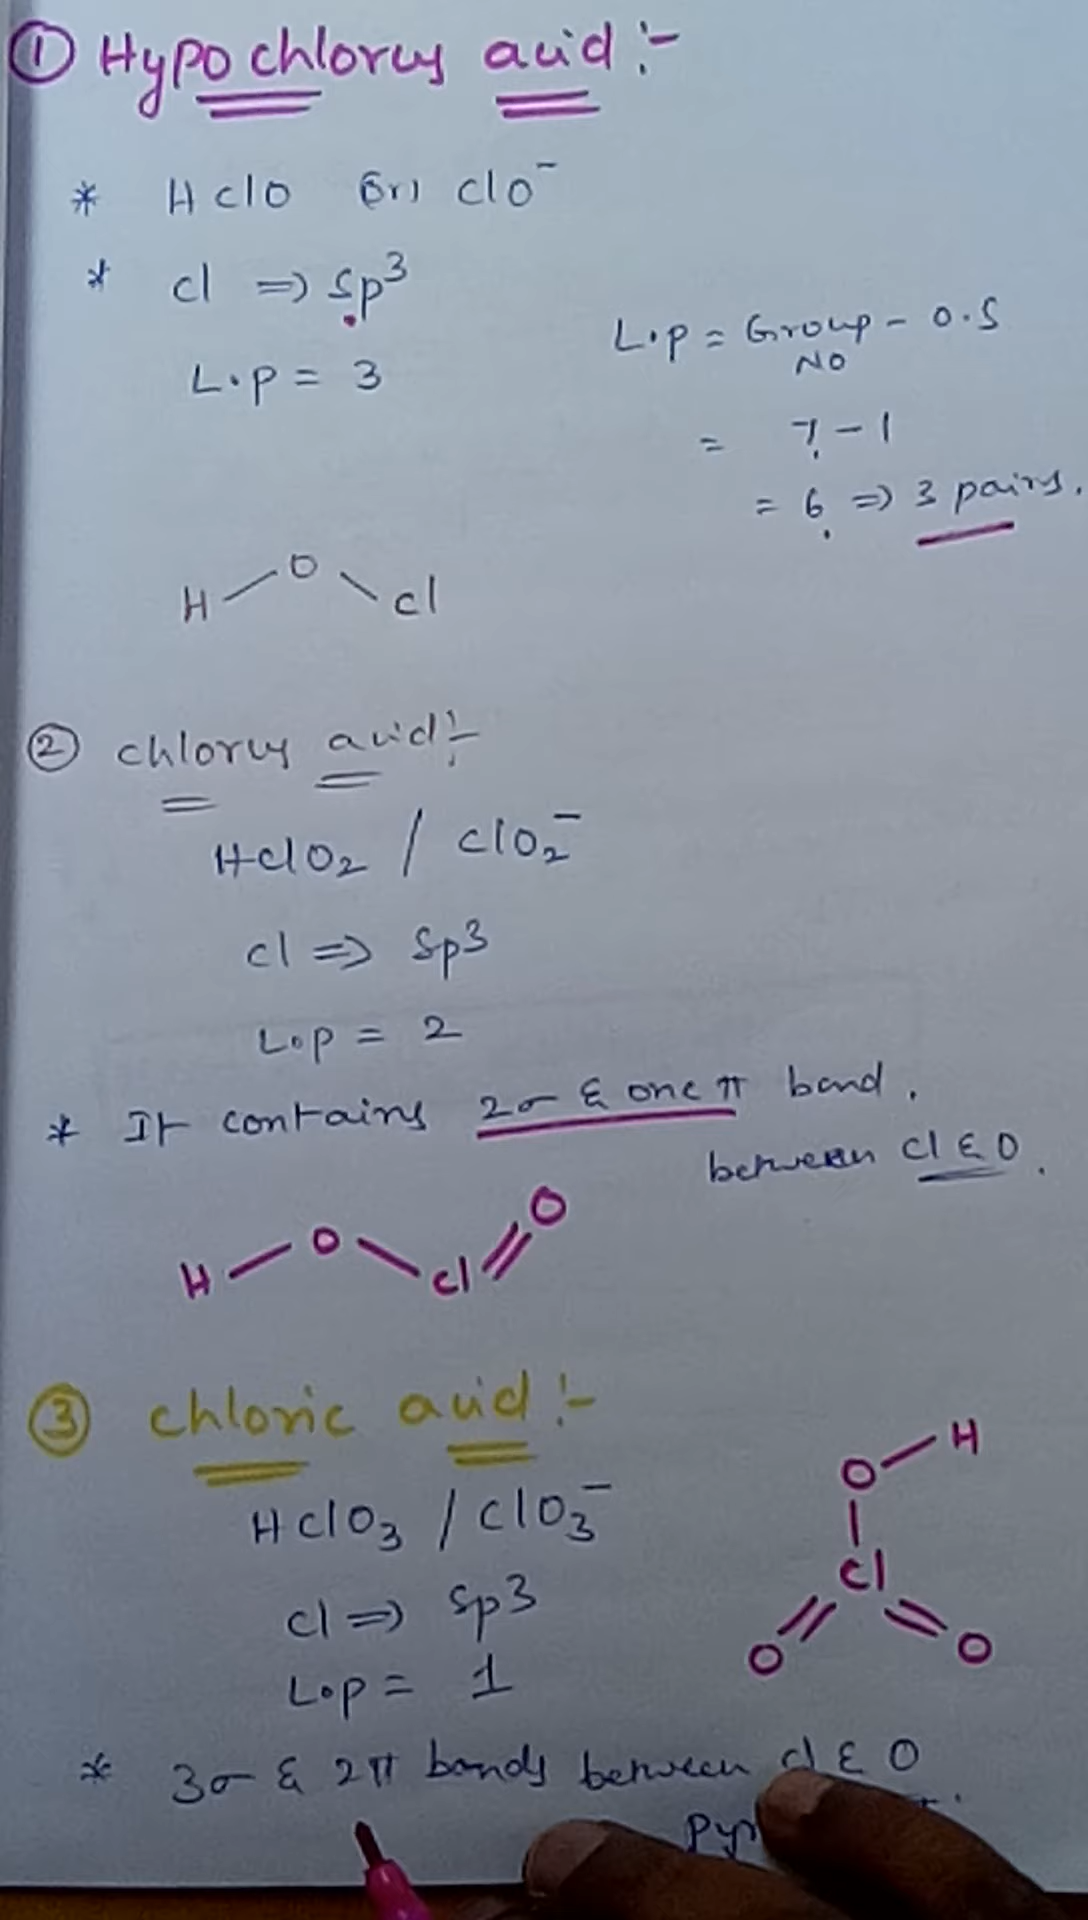 ① Hypochlorus acid :-
* HClO (or) ClO⁻
* Cl ⇒ Sp³
L.p = 3
L.p = Group No - O.S
= 7 - 1
= 6 ⇒ 3 pairs.
H O Cl
② chlorus acid :-
HClO₂ / ClO₂⁻
Cl ⇒ Sp3
L.p = 2
* It contains 2σ & one π bond.
between Cl & O.
H O Cl O
③ chloric acid :-
HClO₃ / ClO₃⁻
Cl ⇒ Sp3
L.p = 1
O H
Cl
O O
* 3σ & 2π bonds between Cl & O